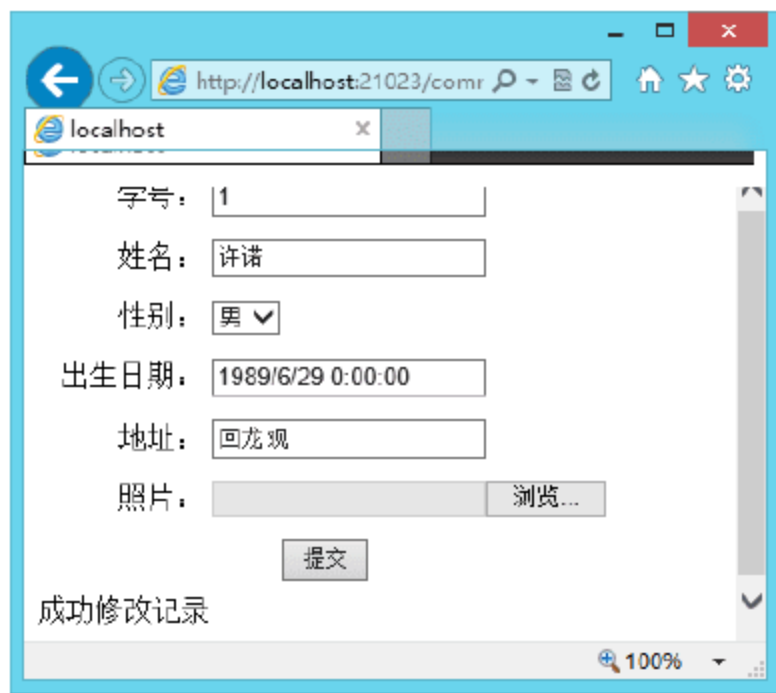 http://localhost:21023/comr
localhost
学号： 1
姓名： 许诺
性别： 男
出生日期： 1989/6/29 0:00:00
地址： 回龙观
照片： 浏览...
提交
成功修改记录
100%